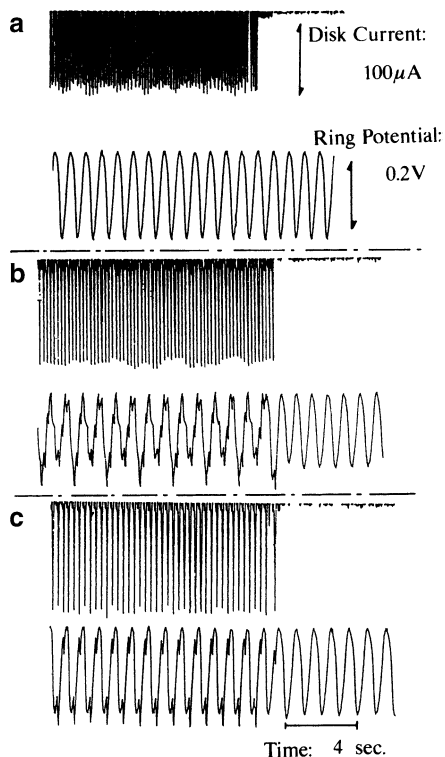 a
Disk Current:
100μA
Ring Potential:
0.2V
b
c
Time: 4 sec.